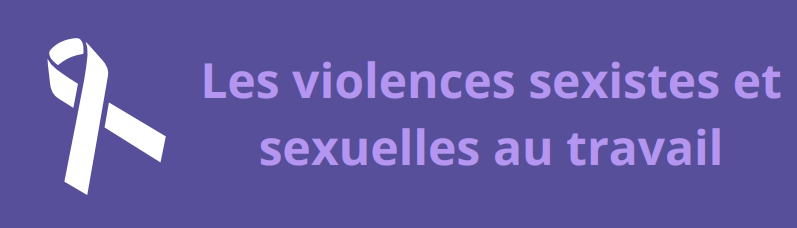 Les violences sexistes et
sexuelles au travail